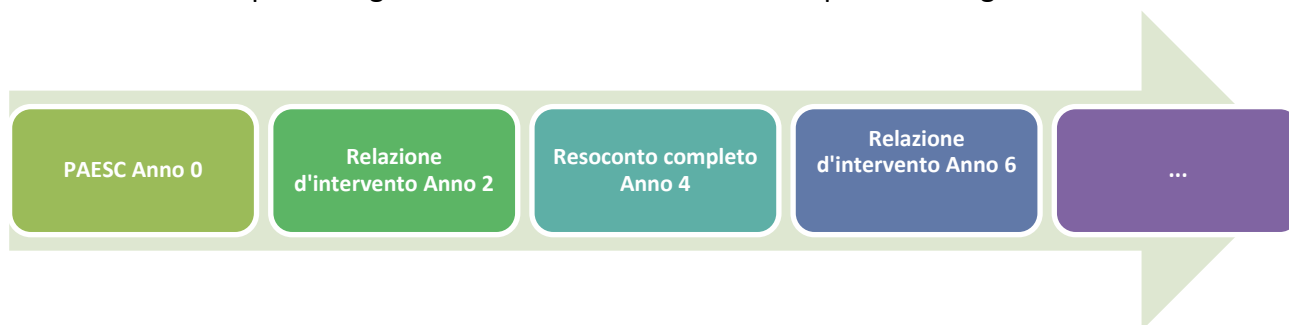 PAESC Anno 0
Relazione
d'intervento Anno 2
Resoconto completo
Anno 4
Relazione
d'intervento Anno 6
...